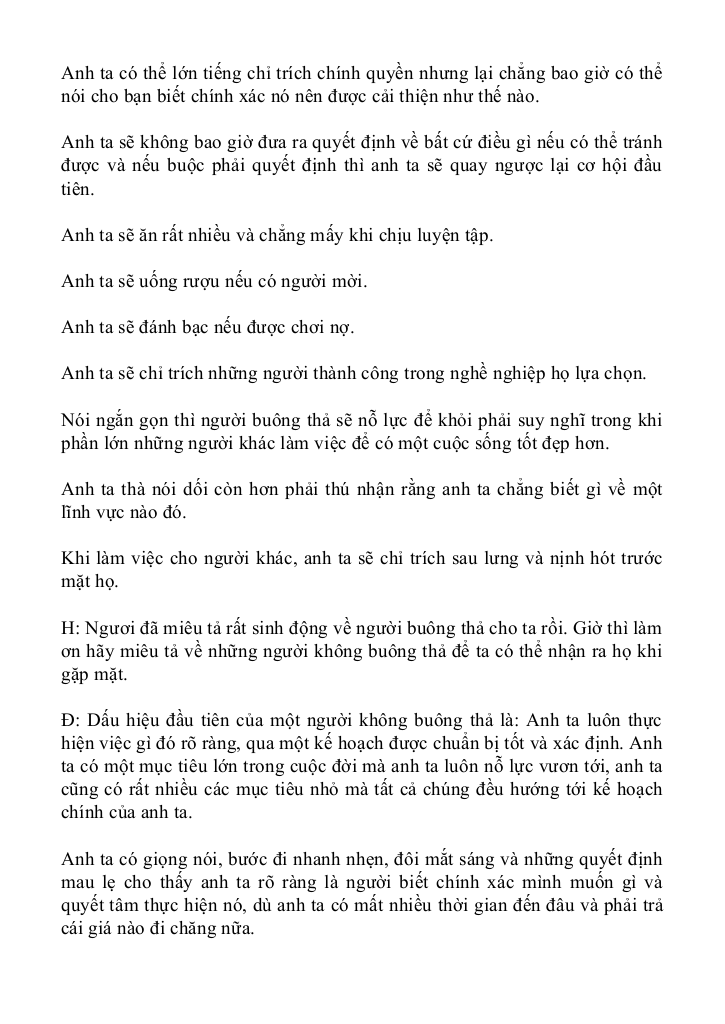 Anh ta có thể lớn tiếng chỉ trích chính quyền nhưng lại chẳng bao giờ có thể
nói cho bạn biết chính xác nó nên được cải thiện như thế nào.
Anh ta sẽ không bao giờ đưa ra quyết định về bất cứ điều gì nếu có thể tránh
được và nếu buộc phải quyết định thì anh ta sẽ quay ngược lại cơ hội đầu
tiên.
Anh ta sẽ ăn rất nhiều và chẳng mấy khi chịu luyện tập.
Anh ta sẽ uống rượu nếu có người mời.
Anh ta sẽ đánh bạc nếu được chơi nợ.
Anh ta sẽ chỉ trích những người thành công trong nghề nghiệp họ lựa chọn.
Nói ngắn gọn thì người buông thả sẽ nỗ lực để khỏi phải suy nghĩ trong khi
phần lớn những người khác làm việc để có một cuộc sống tốt đẹp hơn.
Anh ta thà nói dối còn hơn phải thú nhận rằng anh ta chẳng biết gì về một
lĩnh vực nào đó.
Khi làm việc cho người khác, anh ta sẽ chỉ trích sau lưng và nịnh hót trước
mặt họ.
H: Ngươi đã miêu tả rất sinh động về người buông thả cho ta rồi. Giờ thì làm
ơn hãy miêu tả về những người không buông thả để ta có thể nhận ra họ khi
gặp mặt.
Đ: Dấu hiệu đầu tiên của một người không buông thả là: Anh ta luôn thực
hiện việc gì đó rõ ràng, qua một kế hoạch được chuẩn bị tốt và xác định. Anh
ta có một mục tiêu lớn trong cuộc đời mà anh ta luôn nỗ lực vươn tới, anh ta
cũng có rất nhiều các mục tiêu nhỏ mà tất cả chúng đều hướng tới kế hoạch
chính của anh ta.
Anh ta có giọng nói, bước đi nhanh nhẹn, đôi mắt sáng và những quyết định
mau lẹ cho thấy anh ta rõ ràng là người biết chính xác mình muốn gì và
quyết tâm thực hiện nó, dù anh ta có mất nhiều thời gian đến đâu và phải trả
cái giá nào đi chăng nữa.